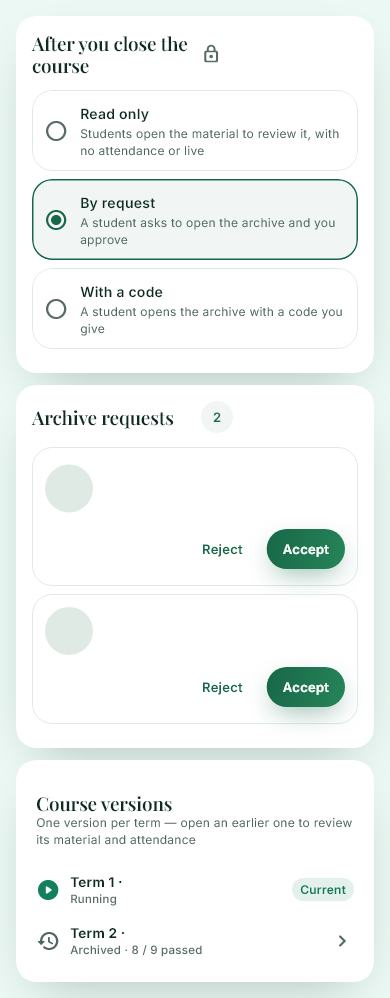 After you close the
course
Read only
Students open the material to review it, with
no attendance or live
By request
A student asks to open the archive and you
approve
With a code
A student opens the archive with a code you
give
Archive requests 2
Reject Accept
Reject Accept
Course versions
One version per term — open an earlier one to review
its material and attendance
Term 1 · Current
Running
Term 2 ·
Archived · 8 / 9 passed